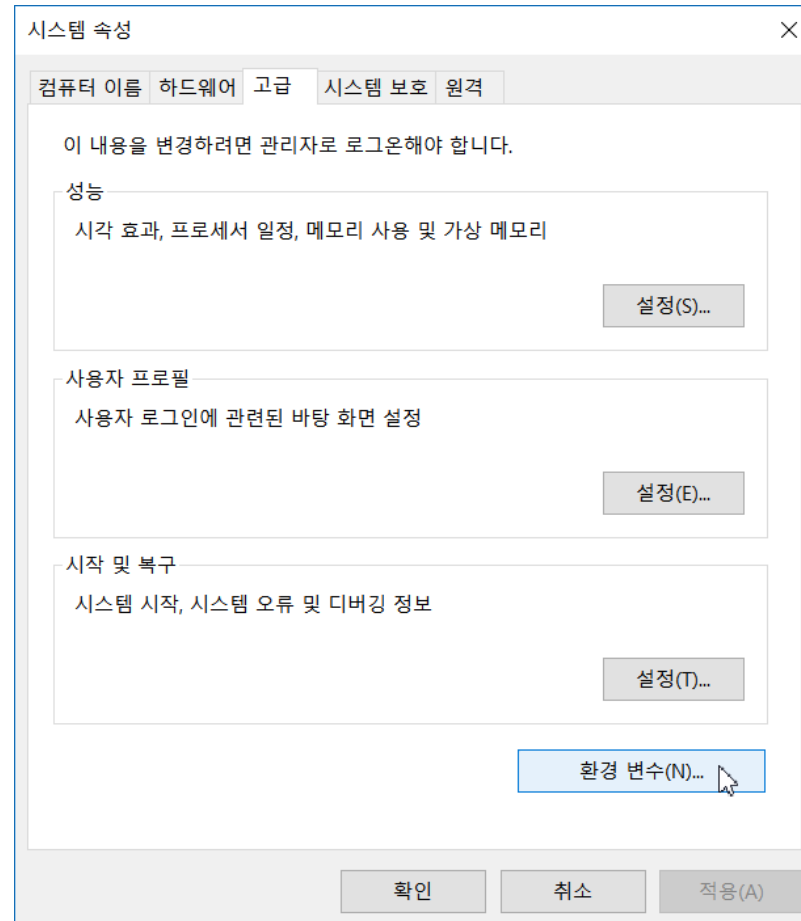 시스템 속성
컴퓨터 이름 하드웨어 고급 시스템 보호 원격
이 내용을 변경하려면 관리자로 로그온해야 합니다.
성능
시각 효과, 프로세서 일정, 메모리 사용 및 가상 메모리
설정(S)...
사용자 프로필
사용자 로그인에 관련된 바탕 화면 설정
설정(E)...
시작 및 복구
시스템 시작, 시스템 오류 및 디버깅 정보
설정(T)...
환경 변수(N)...
확인 취소 적용(A)